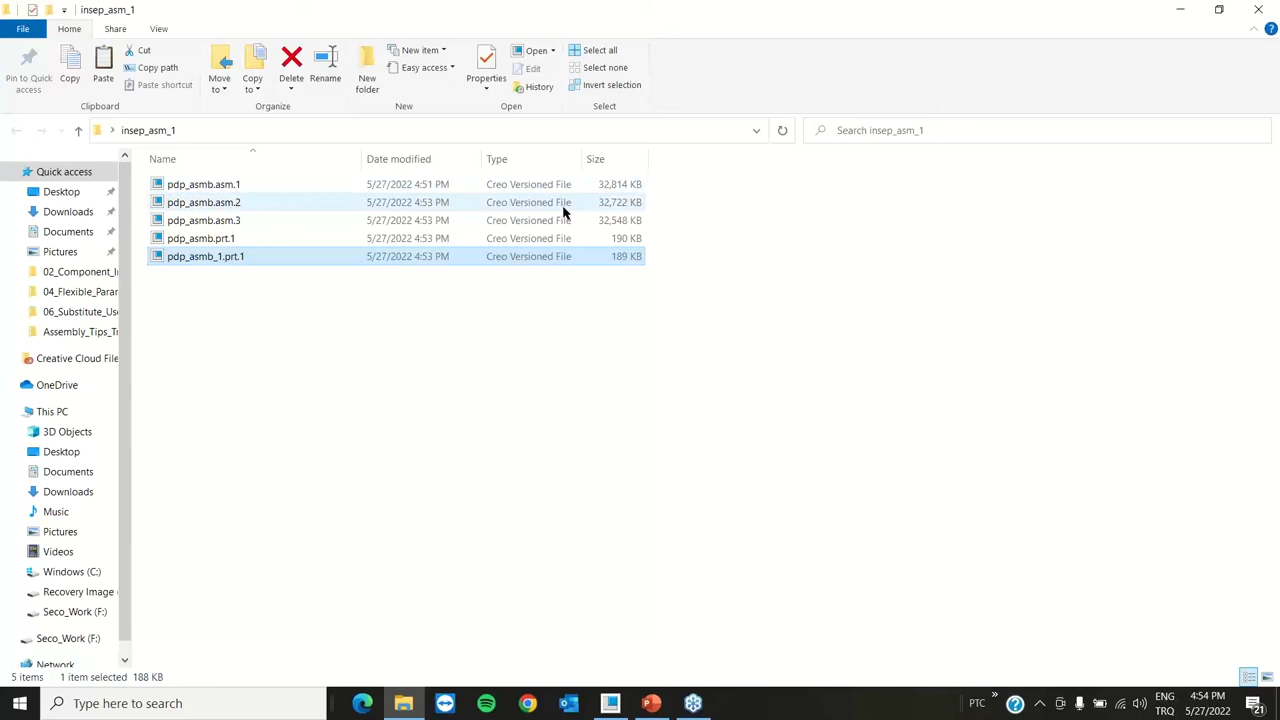 insep_asm_1
File Home Share View
Pin to Quick access
Copy
Paste
Cut
Copy path
Paste shortcut
Clipboard
Move to
Copy to
Delete
Rename
Organize
New folder
New item
Easy access
New
Properties
Open
Edit
History
Open
Select all
Select none
Invert selection
Select
insep_asm_1
Search insep_asm_1
Name Date modified Type Size
pdp_asmb.asm.1 5/27/2022 4:51 PM Creo Versioned File 32,814 KB
pdp_asmb.asm.2 5/27/2022 4:53 PM Creo Versioned File 32,722 KB
pdp_asmb.asm.3 5/27/2022 4:53 PM Creo Versioned File 32,548 KB
pdp_asmb.prt.1 5/27/2022 4:53 PM Creo Versioned File 190 KB
pdp_asmb_1.prt.1 5/27/2022 4:53 PM Creo Versioned File 189 KB
Quick access
Desktop
Downloads
Documents
Pictures
02_Component_I
04_Flexible_Parar
06_Substitute_Use
Assembly_Tips_Tr
Creative Cloud File
OneDrive
This PC
3D Objects
Desktop
Documents
Downloads
Music
Pictures
Videos
Windows (C:)
Recovery Image (
Seco_Work (F:)
Seco_Work (F:)
Network
5 items 1 item selected 188 KB
Type here to search
PTC
ENG
TRQ
4:54 PM
5/27/2022
21